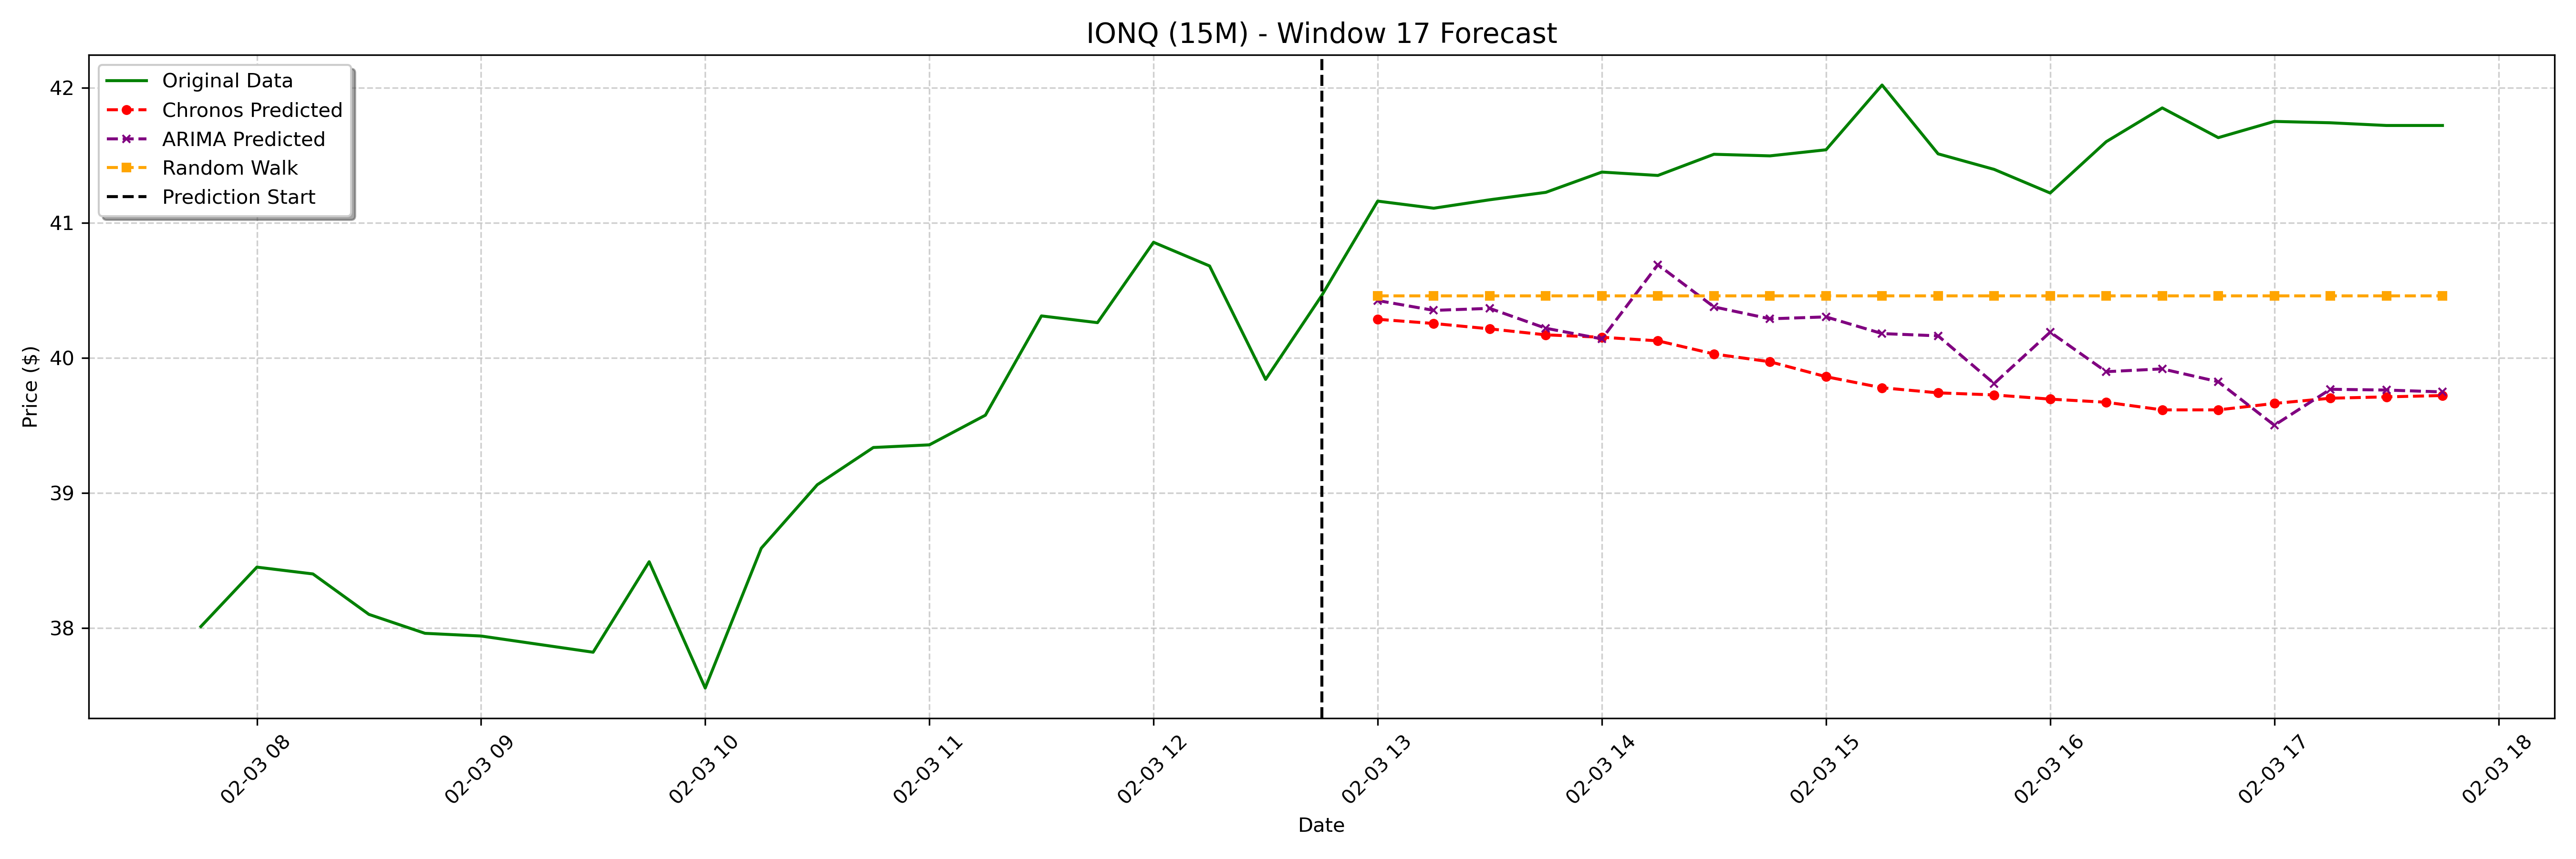 IONQ (15M) - Window 17 Forecast
Original Data
Chronos Predicted
ARIMA Predicted
Random Walk
Prediction Start
Price ($)
42
41
40
39
38
02-03 08
02-03 09
02-03 10
02-03 11
02-03 12
02-03 13
02-03 14
02-03 15
02-03 16
02-03 17
02-03 18
Date